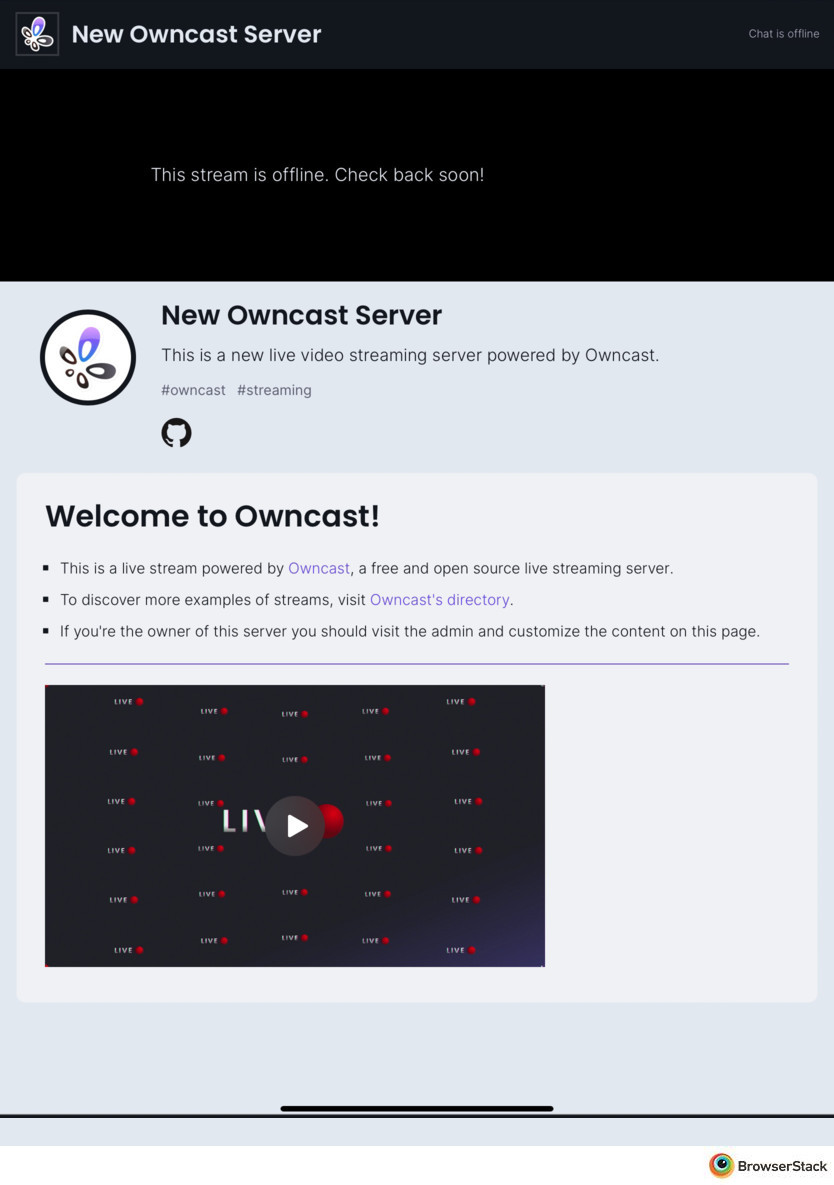 New Owncast Server
Chat is offline
This stream is offline. Check back soon!
New Owncast Server
This is a new live video streaming server powered by Owncast.
#owncast #streaming
Welcome to Owncast!
This is a live stream powered by Owncast, a free and open source live streaming server.
To discover more examples of streams, visit Owncast's directory.
If you're the owner of this server you should visit the admin and customize the content on this page.
LIVE LIVE LIVE LIVE LIVE
LIVE LIVE LIVE LIVE LIVE
LIVE LIVE LIVE LIVE
LIV
LIVE LIVE LIVE LIVE
LIVE LIVE LIVE LIVE LIVE
LIVE LIVE LIVE LIVE LIVE
BrowserStack